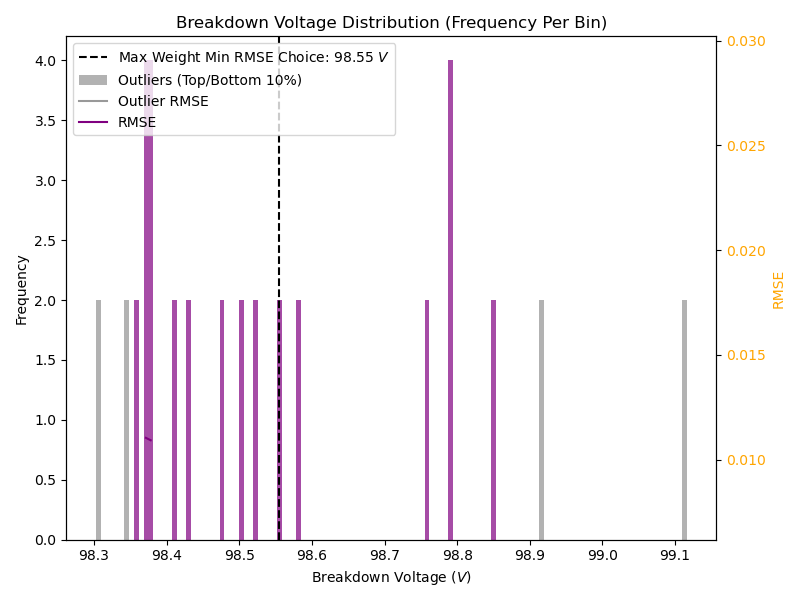 Breakdown Voltage Distribution (Frequency Per Bin)
Max Weight Min RMSE Choice: 98.55 V
Outliers (Top/Bottom 10%)
Outlier RMSE
RMSE
Frequency
4.0
3.5
3.0
2.5
2.0
1.5
1.0
0.5
0.0
0.030
0.025
0.020
0.015
0.010
RMSE
98.3 98.4 98.5 98.6 98.7 98.8 98.9 99.0 99.1
Breakdown Voltage (V)